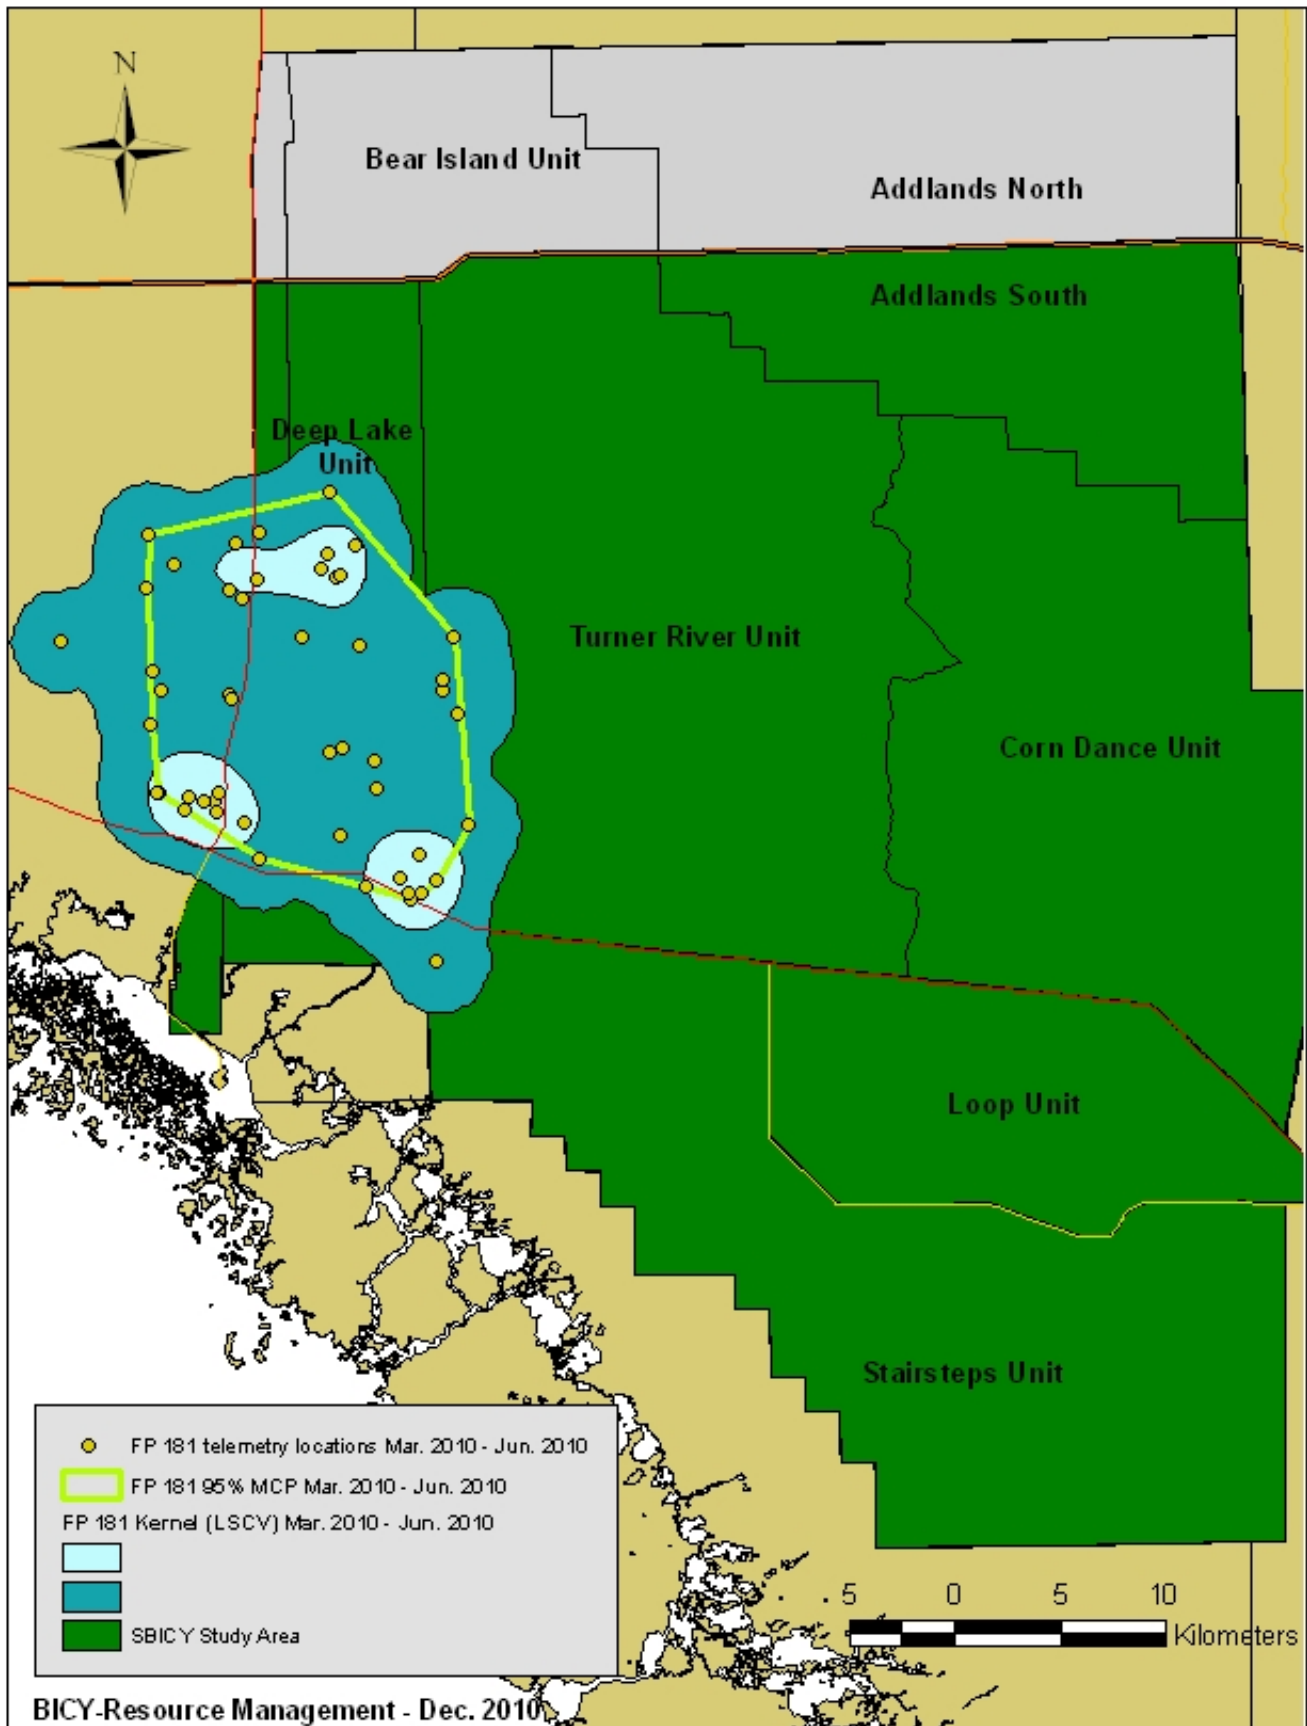 N
Bear Island Unit
Addlands North
Addlands South
Deep Lake
Unit
Turner River Unit
Corn Dance Unit
Loop Unit
Stairsteps Unit
FP 181 telemetry locations Mar. 2010 - Jun. 2010
FP 181 95% MCP Mar. 2010 - Jun. 2010
FP 181 Kernel (LSCV) Mar. 2010 - Jun. 2010
SBICY Study Area
5 0 5 10
Kilometers
BICY-Resource Management - Dec. 2010